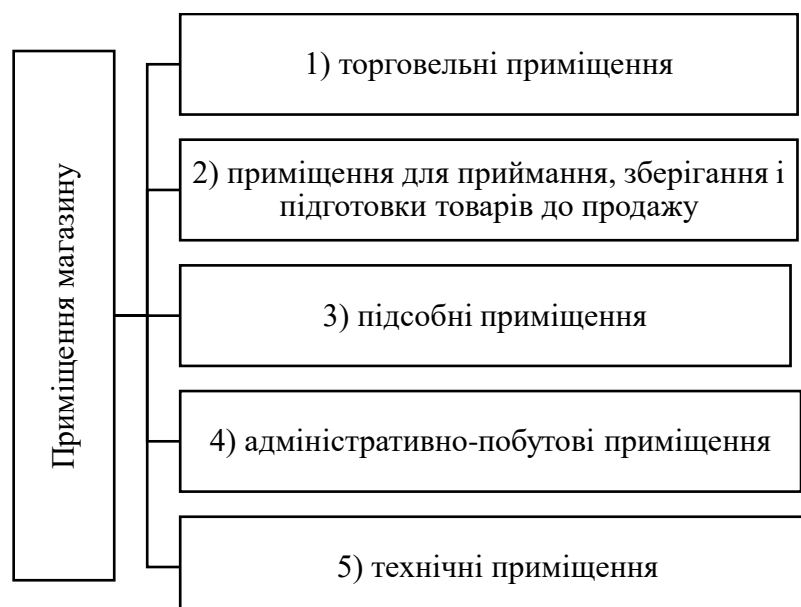 Приміщення магазину
1) торговельні приміщення
2) приміщення для приймання, зберігання і
підготовки товарів до продажу
3) підсобні приміщення
4) адміністративно-побутові приміщення
5) технічні приміщення